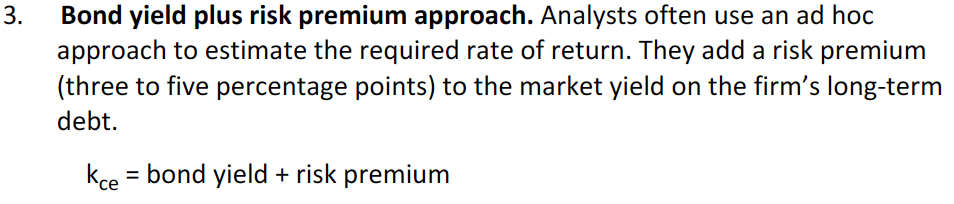 3. Bond yield plus risk premium approach. Analysts often use an ad hoc
approach to estimate the required rate of return. They add a risk premium
(three to five percentage points) to the market yield on the firm’s long-term
debt.
kce = bond yield + risk premium